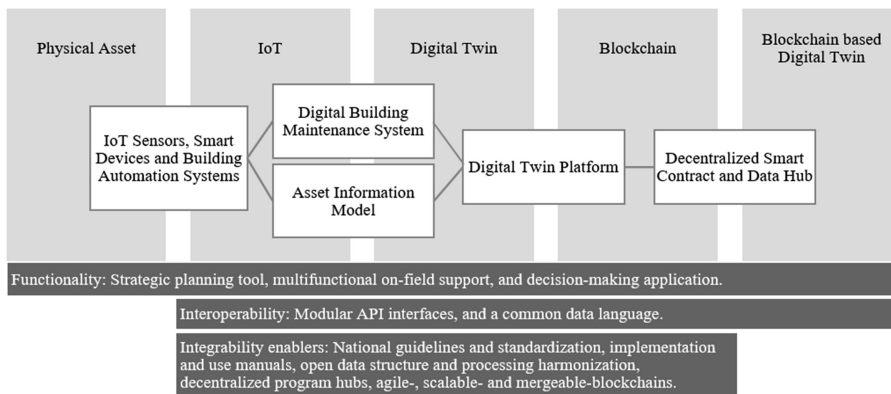 Physical Asset
IoT
Digital Twin
Blockchain
Blockchain based
Digital Twin
IoT Sensors, Smart
Devices and Building
Automation Systems
Digital Building
Maintenance System
Asset Information
Model
Digital Twin Platform
Decentralized Smart
Contract and Data Hub
Functionality: Strategic planning tool, multifunctional on-field support, and decision-making application.
Interoperability: Modular API interfaces, and a common data language.
Integrability enablers: National guidelines and standardization, implementation
and use manuals, open data structure and processing harmonization,
decentralized program hubs, agile-, scalable- and mergeable-blockchains.